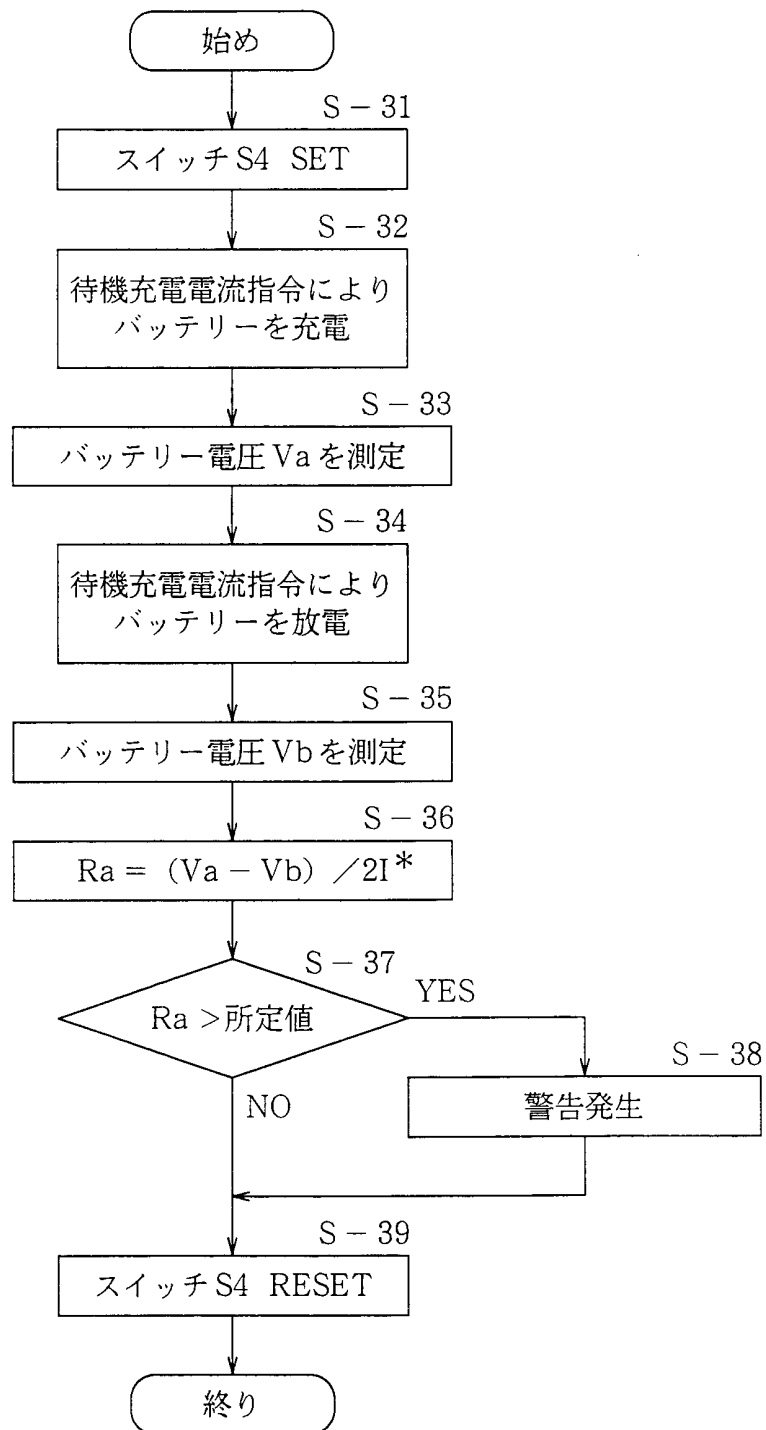 始め
S－31
スイッチS4 SET
S－32
待機充電電流指令により
バッテリーを充電
S－33
バッテリー電圧Vaを測定
S－34
待機充電電流指令により
バッテリーを放電
S－35
バッテリー電圧Vbを測定
S－36
Ra＝（Va－Vb）／2I*
S－37
Ra＞所定値
YES
S－38
警告発生
NO
S－39
スイッチS4 RESET
終り